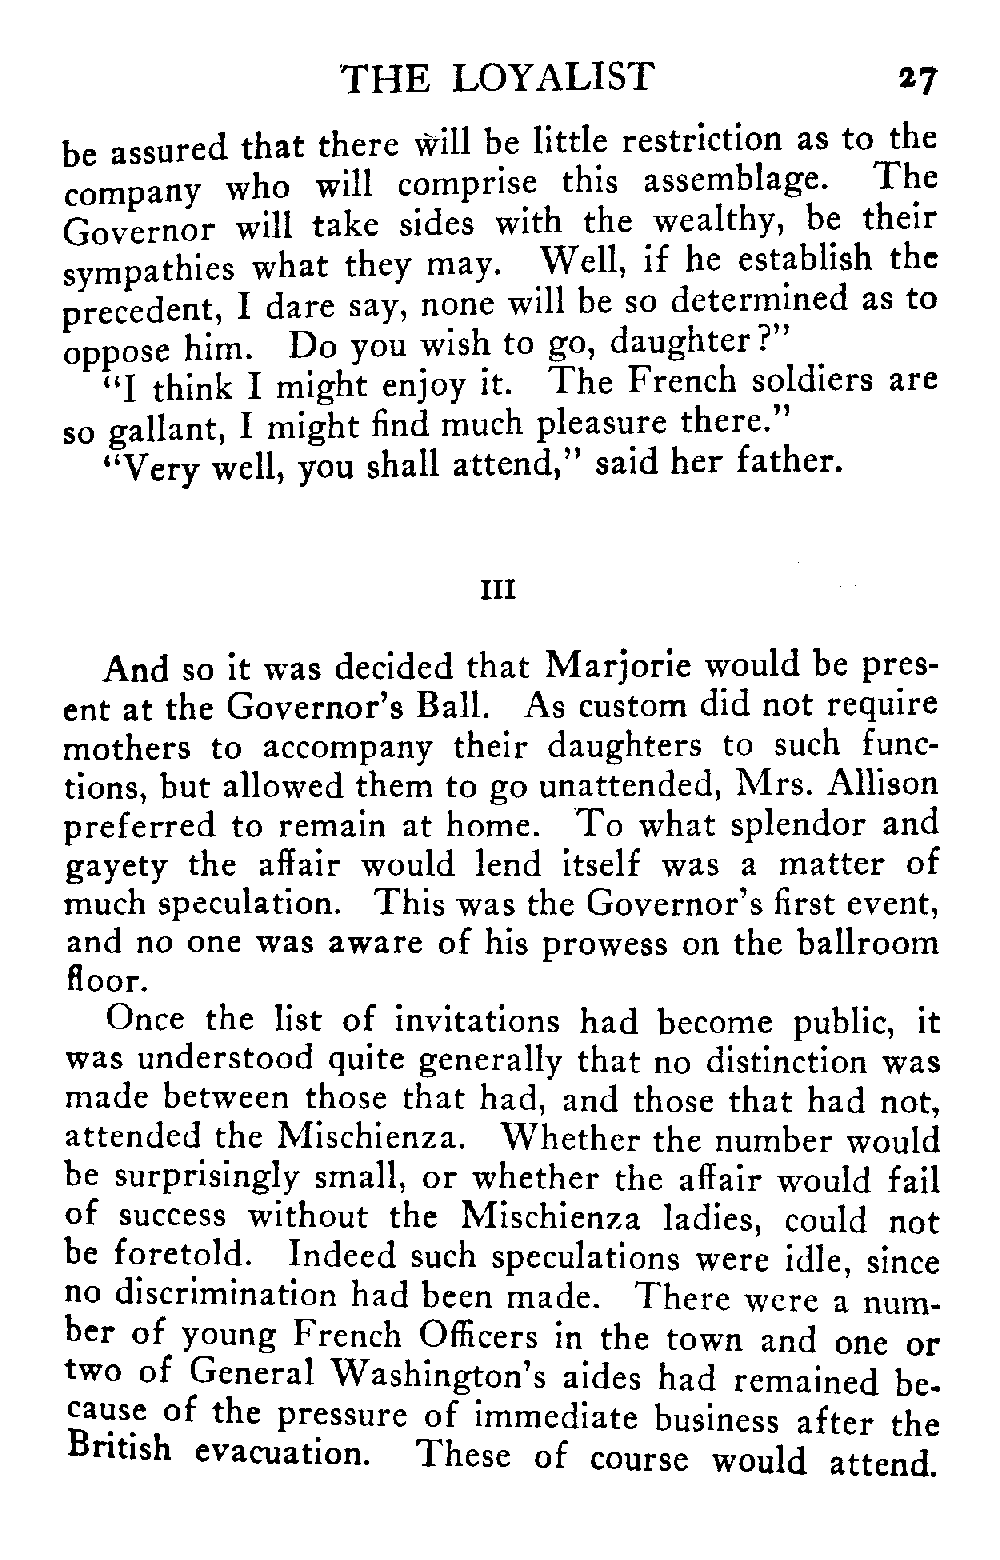 THE LOYALIST 27
be assured that there will be little restriction as to the
company who will comprise this assemblage. The
Governor will take sides with the wealthy, be their
sympathies what they may. Well, if he establish the
precedent, I dare say, none will be so determined as to
oppose him. Do you wish to go, daughter?"
"I think I might enjoy it. The French soldiers are
so gallant, I might find much pleasure there."
"Very well, you shall attend," said her father.
III
And so it was decided that Marjorie would be pres-
ent at the Governor's Ball. As custom did not require
mothers to accompany their daughters to such func-
tions, but allowed them to go unattended, Mrs. Allison
preferred to remain at home. To what splendor and
gayety the affair would lend itself was a matter of
much speculation. This was the Governor's first event,
and no one was aware of his prowess on the ballroom
floor.
Once the list of invitations had become public, it
was understood quite generally that no distinction was
made between those that had, and those that had not,
attended the Mischienza. Whether the number would
be surprisingly small, or whether the affair would fail
of success without the Mischienza ladies, could not
be foretold. Indeed such speculations were idle, since
no discrimination had been made. There were a num-
ber of young French Officers in the town and one or
two of General Washington's aides had remained be-
cause of the pressure of immediate business after the
British evacuation. These of course would attend.